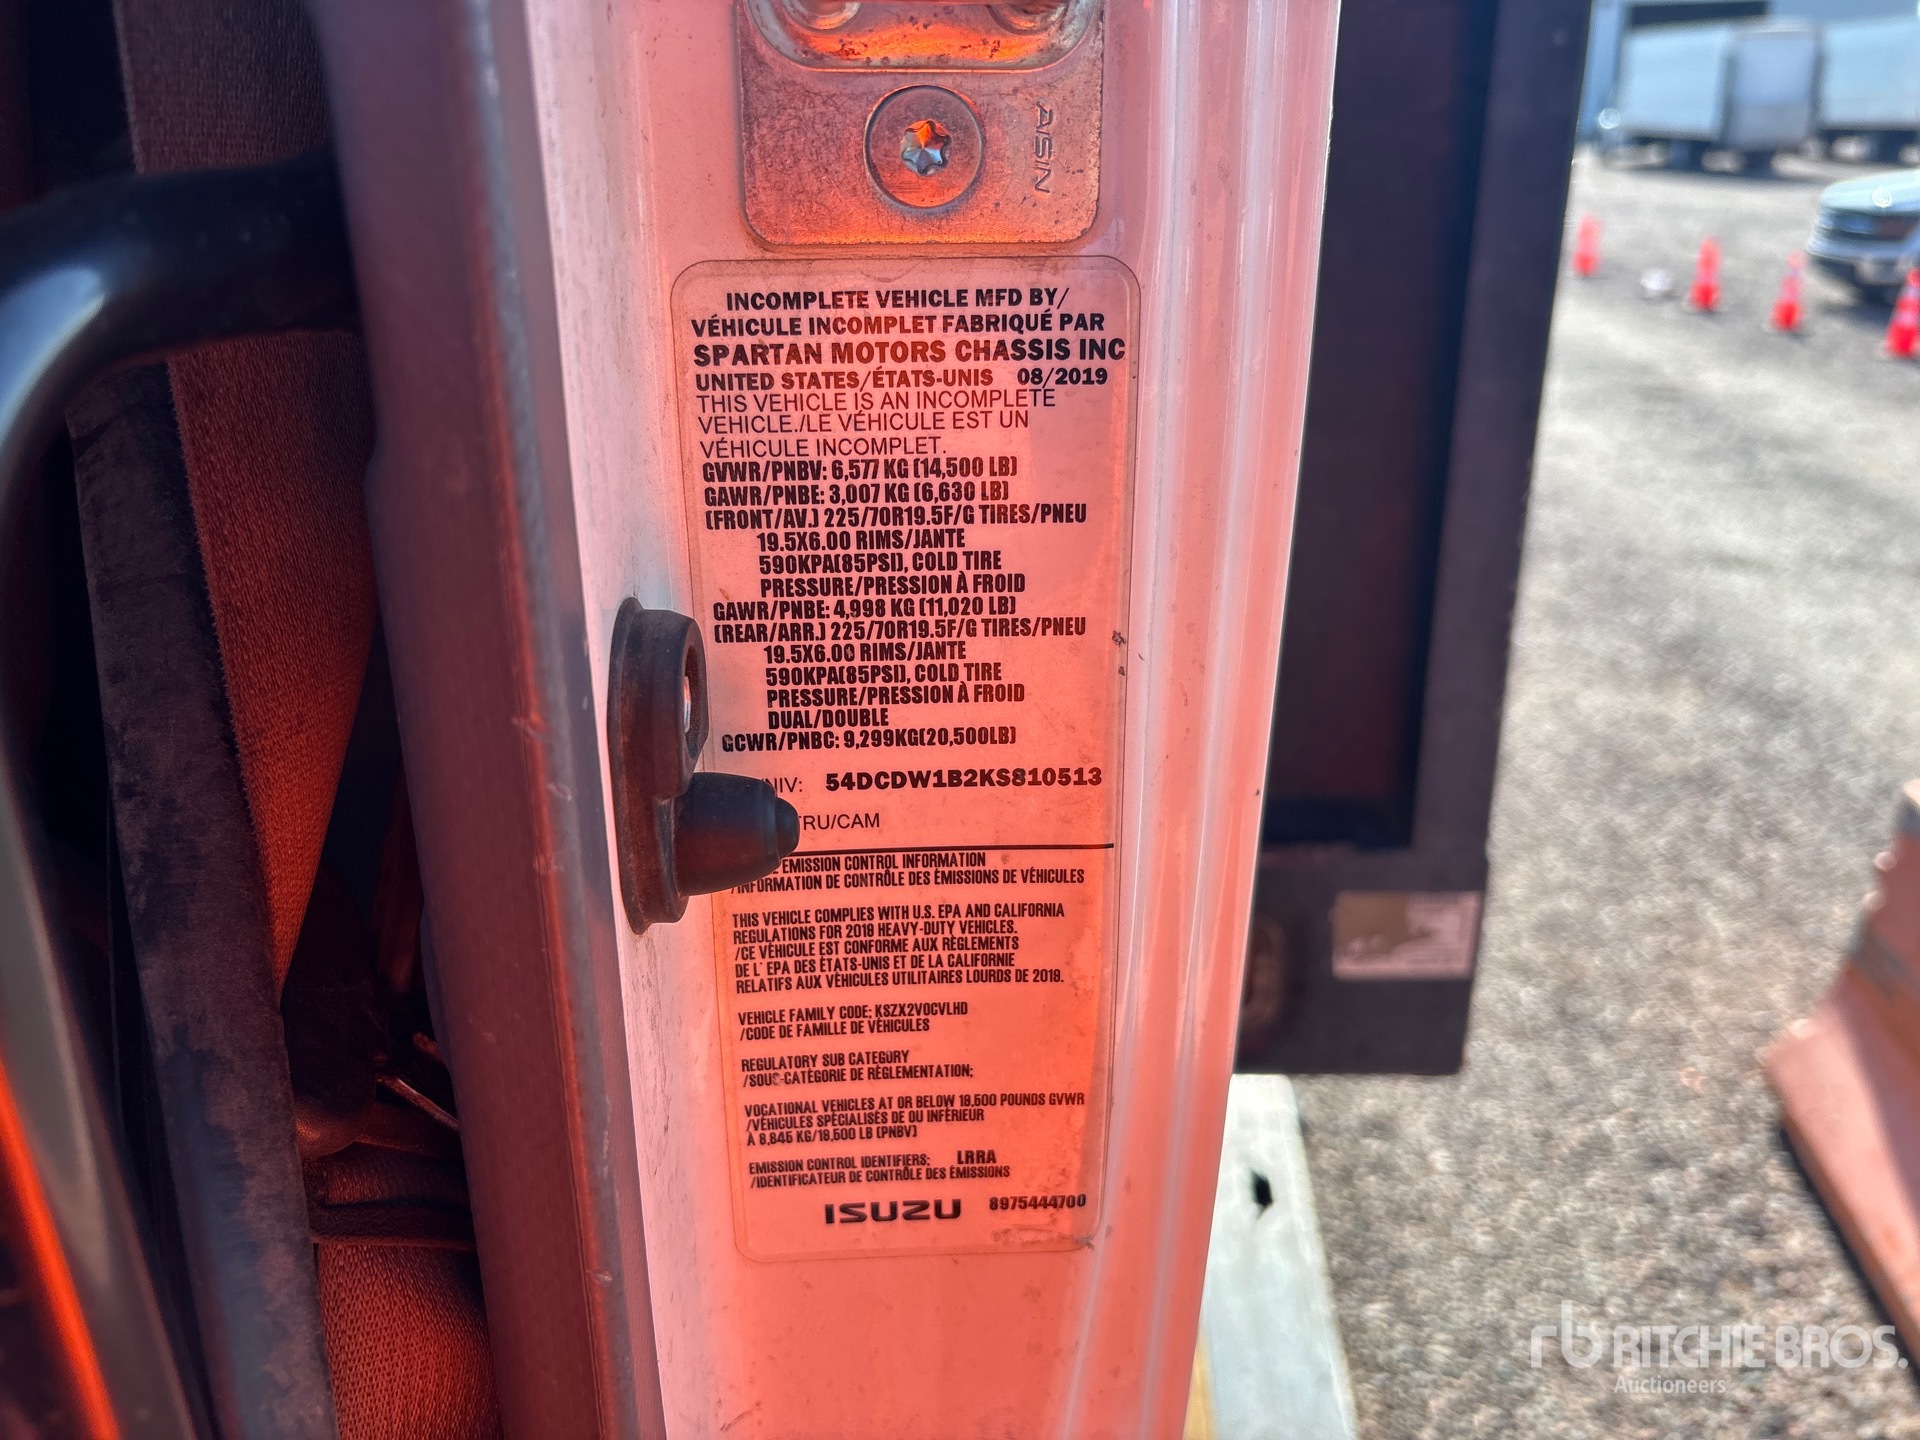 AISIN
INCOMPLETE VEHICLE MFD BY/
VÉHICULE INCOMPLET FABRIQUÉ PAR
SPARTAN MOTORS CHASSIS INC
UNITED STATES/ÉTATS-UNIS 08/2019
THIS VEHICLE IS AN INCOMPLETE
VEHICLE./LE VÉHICULE EST UN
VÉHICULE INCOMPLET.
GVWR/PNBV: 6,577 KG (14,500 LB)
GAWR/PNBE: 3,007 KG (6,630 LB)
(FRONT/AV.) 225/70R19.5F/G TIRES/PNEU
19.5X6.00 RIMS/JANTE
590KPA(85PSI), COLD TIRE
PRESSURE/PRESSION À FROID
GAWR/PNBE: 4,998 KG (11,020 LB)
(REAR/ARR.) 225/70R19.5F/G TIRES/PNEU
19.5X6.00 RIMS/JANTE
590KPA(85PSI), COLD TIRE
PRESSURE/PRESSION À FROID
DUAL/DOUBLE
GCWR/PNBC: 9,299KG(20,500LB)
NIV: 54DCDW1B2KS810513
TRU/CAM
EMISSION CONTROL INFORMATION
/INFORMATION DE CONTRÔLE DES ÉMISSIONS DE VÉHICULES
THIS VEHICLE COMPLIES WITH U.S. EPA AND CALIFORNIA
REGULATIONS FOR 2019 HEAVY-DUTY VEHICLES.
/CE VÉHICULE EST CONFORME AUX RÈGLEMENTS
DE L' EPA DES ÉTATS-UNIS ET DE LA CALIFORNIE
RELATIFS AUX VÉHICULES UTILITAIRES LOURDS DE 2019.
VEHICLE FAMILY CODE: KSZX2VOCVLHD
/CODE DE FAMILLE DE VÉHICULES
REGULATORY SUB CATEGORY
/SOUS-CATÉGORIE DE RÉGLEMENTATION;
VOCATIONAL VEHICLES AT OR BELOW 19,500 POUNDS GVWR
/VÉHICULES SPÉCIALISÉS DE OU INFÉRIEUR
À 8,845 KG/19,500 LB (PNBV)
EMISSION CONTROL IDENTIFIERS: LRRA
/IDENTIFICATEUR DE CONTRÔLE DES ÉMISSIONS
ISUZU 8975444700
rb RITCHIE BROS.
Auctioneers